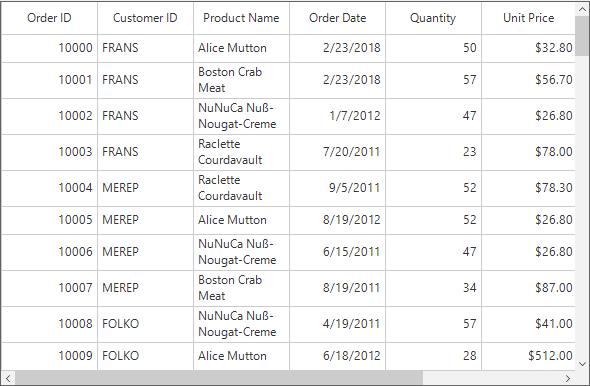 Order ID Customer ID Product Name Order Date Quantity Unit Price
10000 FRANS Alice Mutton 2/23/2018 50 $32.80
10001 FRANS Boston Crab 2/23/2018 57 $56.70
Meat
10002 FRANS NuNuCa Nuß- 1/7/2012 47 $26.80
Nougat-Creme
10003 FRANS Raclette 7/20/2011 23 $78.00
Courdavault
10004 MEREP Raclette 9/5/2011 52 $78.30
Courdavault
10005 MEREP Alice Mutton 8/19/2012 52 $26.80
10006 MEREP NuNuCa Nuß- 6/15/2011 47 $26.80
Nougat-Creme
10007 MEREP Boston Crab 8/19/2011 34 $87.00
Meat
10008 FOLKO NuNuCa Nuß- 4/19/2011 57 $41.00
Nougat-Creme
10009 FOLKO Alice Mutton 6/18/2012 28 $512.00